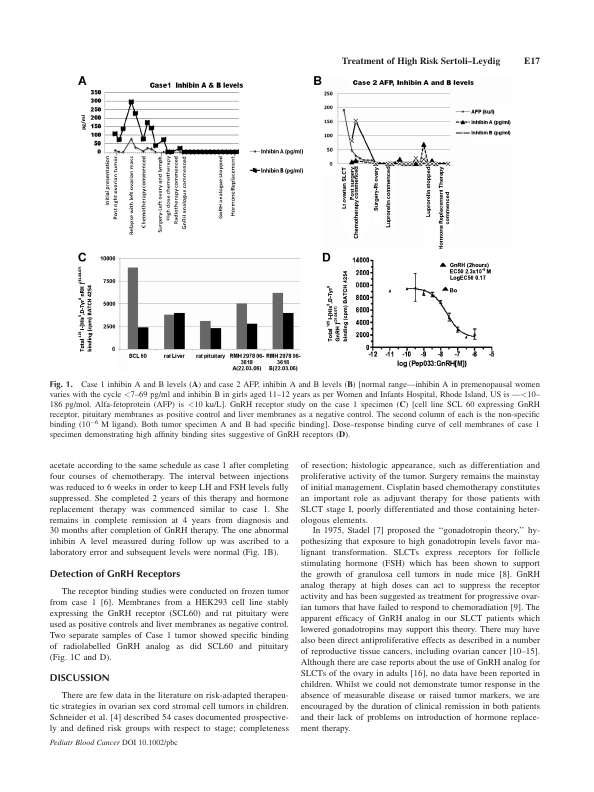 Treatment of High Risk Sertoli–Leydig E17
A
Case1 Inhibin A & B levels
350
300
250
200
150
100
50
0
pg/ml
Initial presentation
Post right ovarian tumor
Relapse with left ovarian mass
Chemotherapy commenced
Surgery-Left ovary and lymph
High dose chemotherapy
Radiotherapy commenced
GnRH analogue commenced
GnRH analogue stopped
Hormone Replacement
Inhibin A (pg/ml)
Inhibin B (pg/ml)
B
Case 2 AFP, Inhibin A and B levels
250
200
150
100
50
0
Lt ovarian SLCT
Post surgery
Chemotherapy commenced
Surgery-Rt ovary
Lupronelin commenced
Lupronelin stopped
Hormone Replacement Therapy
commenced
AFP (ku/l)
Inhibin A (pg/ml)
Inhibin B (pg/ml)
C
10000
7500
5000
2500
0
binding (cpm) BATCH 4254
SCL 60
rat Liver
rat pituitary
RMH 2978 06-
3618
A(22.03.06)
RMH 2978 06-
3618
B(22.03.06)
D
14000
12000
10000
8000
6000
4000
2000
0
binding (cpm) BATCH 4254
GnRH (2hours)
LogEC50 0.17
Bo
-12 -11 -10 -9 -8 -7 -6 -5
log (Pep033:GnRH[M])
Fig. 1. Case 1 inhibin A and B levels (A) and case 2 AFP, inhibin A and B levels (B) [normal range—inhibin A in premenopausal women
varies with the cycle <7–69 pg/ml and inhibin B in girls aged 11–12 years as per Women and Infants Hospital, Rhode Island, US is —<10–
186 pg/ml. Alfa-fetoprotein (AFP) is <10 ku/L]. GnRH receptor study on the case 1 specimen (C) [cell line SCL 60 expressing GnRH
receptor, pituitary membranes as positive control and liver membranes as a negative control. The second column of each is the non-specific
binding (10⁻⁶ M ligand). Both tumor specimen A and B had specific binding]. Dose–response binding curve of cell membranes of case 1
specimen demonstrating high affinity binding sites suggestive of GnRH receptors (D).
acetate according to the same schedule as case 1 after completing
four courses of chemotherapy. The interval between injections
was reduced to 6 weeks in order to keep LH and FSH levels fully
suppressed. She completed 2 years of this therapy and hormone
replacement therapy was commenced similar to case 1. She
remains in complete remission at 4 years from diagnosis and
30 months after completion of GnRH therapy. The one abnormal
inhibin A level measured during follow up was ascribed to a
laboratory error and subsequent levels were normal (Fig. 1B).
Detection of GnRH Receptors
The receptor binding studies were conducted on frozen tumor
from case 1 [6]. Membranes from a HEK293 cell line stably
expressing the GnRH receptor (SCL60) and rat pituitary were
used as positive controls and liver membranes as negative control.
Two separate samples of Case 1 tumor showed specific binding
of radiolabelled GnRH analog as did SCL60 and pituitary
(Fig. 1C and D).
DISCUSSION
There are few data in the literature on risk-adapted therapeu-
tic strategies in ovarian sex cord stromal cell tumors in children.
Schneider et al. [4] described 54 cases documented prospective-
ly and defined risk groups with respect to stage; completeness
of resection; histologic appearance, such as differentiation and
proliferative activity of the tumor. Surgery remains the mainstay
of initial management. Cisplatin based chemotherapy constitutes
an important role as adjuvant therapy for those patients with
SLCT stage I, poorly differentiated and those containing heter-
ologous elements.
In 1975, Stadel [7] proposed the “gonadotropin theory,” hy-
pothesizing that exposure to high gonadotropin levels favor ma-
lignant transformation. SLCTs express receptors for follicle
stimulating hormone (FSH) which has been shown to support
the growth of granulosa cell tumors in nude mice [8]. GnRH
analog therapy at high doses can act to suppress the receptor
activity and has been suggested as treatment for progressive ovar-
ian tumors that have failed to respond to chemoradiation [9]. The
apparent efficacy of GnRH analog in our SLCT patients which
lowered gonadotropins may support this theory. There may have
also been direct antiproliferative effects as described in a number
of reproductive tissue cancers, including ovarian cancer [10–15].
Although there are case reports about the use of GnRH analog for
SLCTs of the ovary in adults [16], no data have been reported in
children. Whilst we could not demonstrate tumor response in the
absence of measurable disease or raised tumor markers, we are
encouraged by the duration of clinical remission in both patients
and their lack of problems on introduction of hormone replace-
ment therapy.
Pediatr Blood Cancer DOI 10.1002/pbc